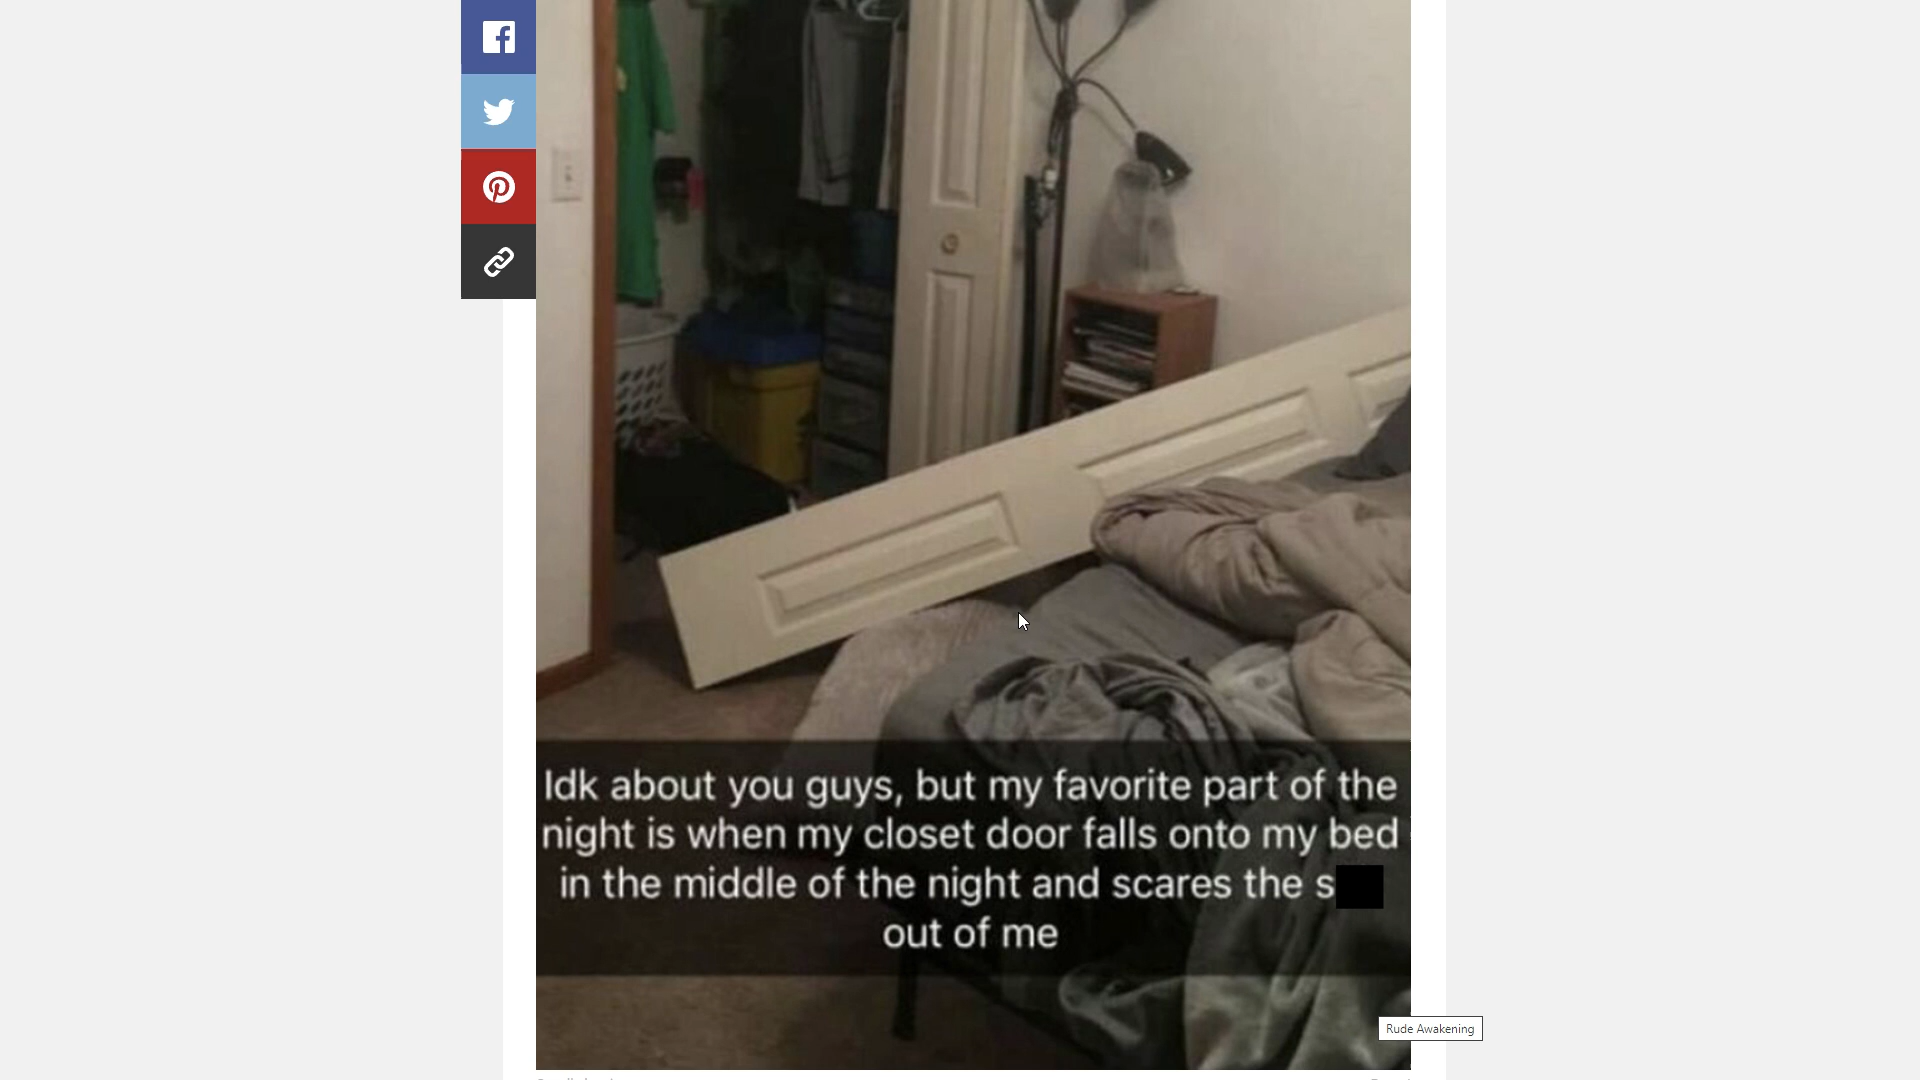 Idk about you guys, but my favorite part of the
night is when my closet door falls onto my bed
in the middle of the night and scares the s
out of me
Rude Awakening